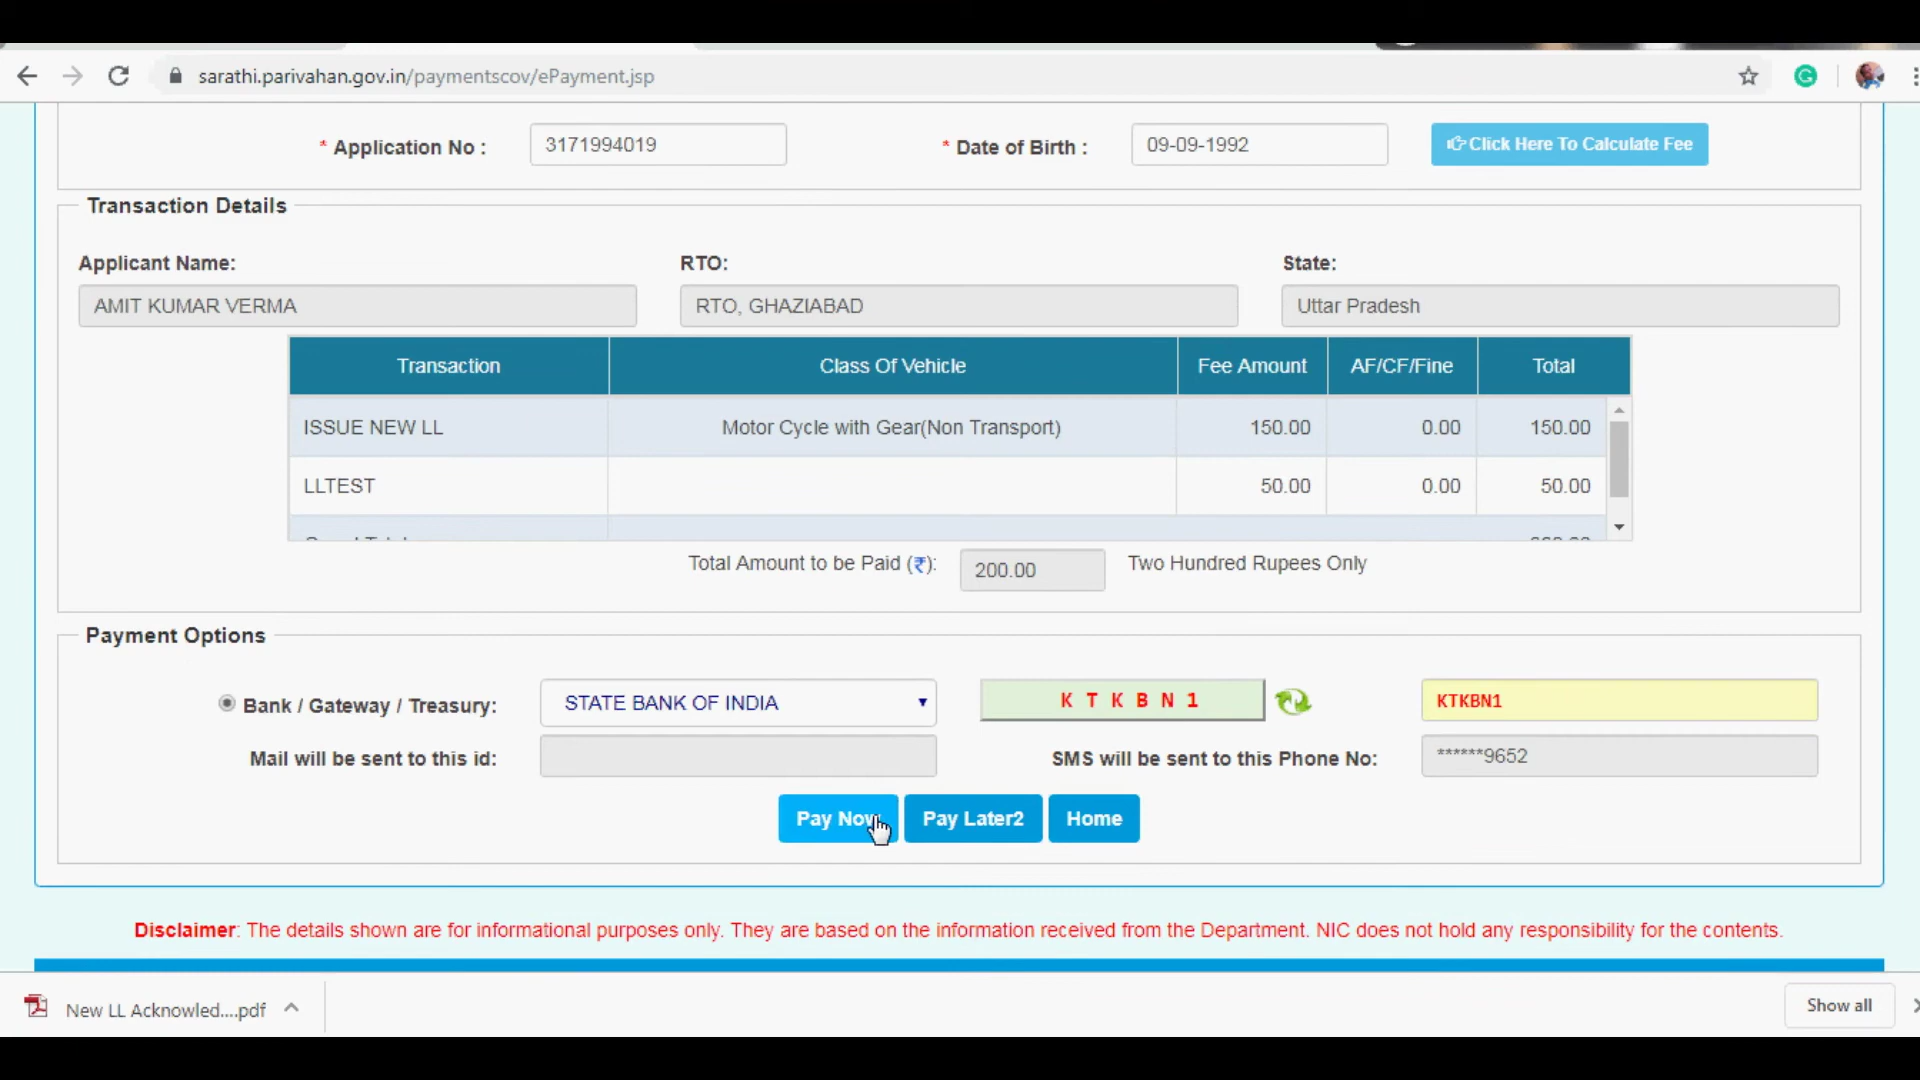 sarathi.parivahan.gov.in/paymentscov/ePayment.jsp
* Application No : 3171994019 * Date of Birth : 09-09-1992 Click Here To Calculate Fee
Transaction Details
Applicant Name: RTO: State:
AMIT KUMAR VERMA RTO, GHAZIABAD Uttar Pradesh
Transaction Class Of Vehicle Fee Amount AF/CF/Fine Total
ISSUE NEW LL Motor Cycle with Gear(Non Transport) 150.00 0.00 150.00
LLTEST 50.00 0.00 50.00
Total Amount to be Paid (₹): 200.00 Two Hundred Rupees Only
Payment Options
Bank / Gateway / Treasury: STATE BANK OF INDIA K T K B N 1 KTKBN1
Mail will be sent to this id: SMS will be sent to this Phone No: ******9652
Pay Now Pay Later2 Home
Disclaimer: The details shown are for informational purposes only. They are based on the information received from the Department. NIC does not hold any responsibility for the contents.
New LL Acknowled....pdf Show all